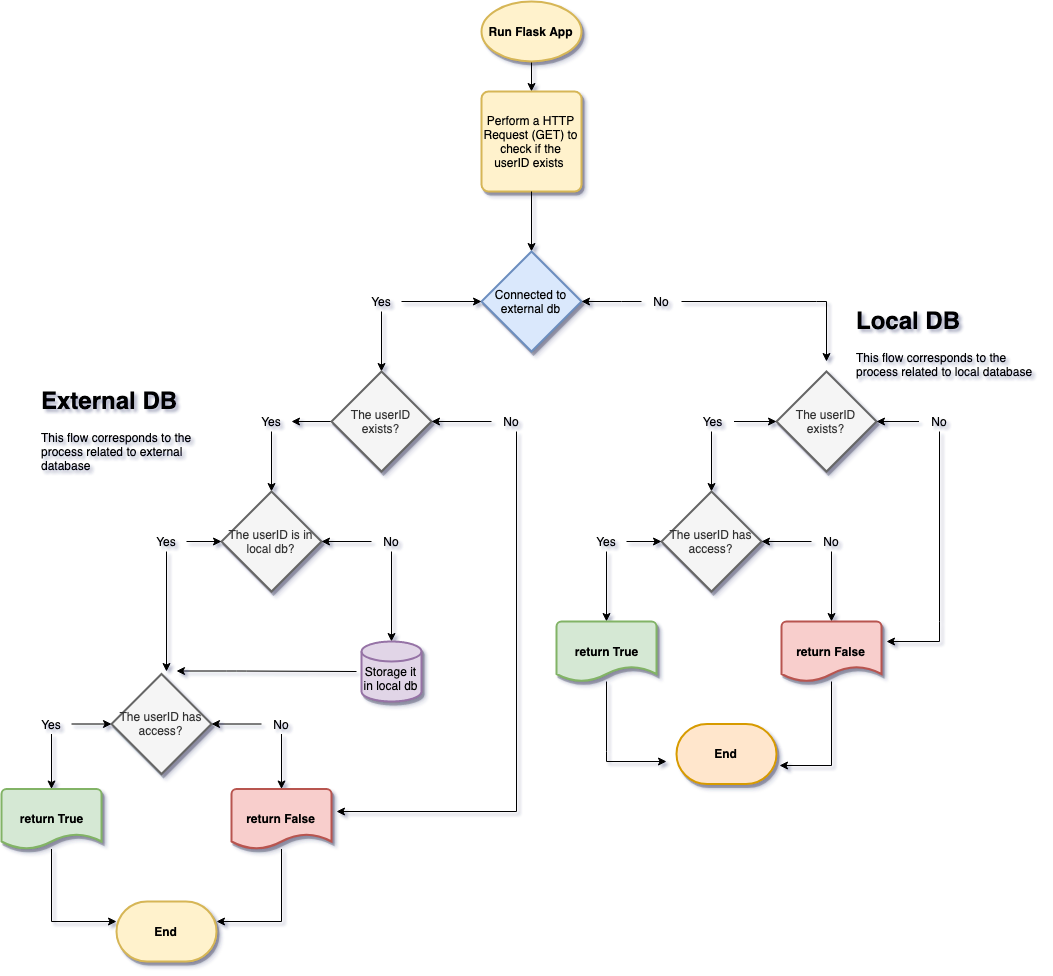 Run Flask App
Perform a HTTP
Request (GET) to
check if the
userID exists
Connected to
external db
Yes
No
Local DB
This flow corresponds to the
process related to local database
External DB
This flow corresponds to the
process related to external
database
The userID
exists?
Yes
No
The userID
exists?
Yes
No
The userID is in
local db?
Yes
No
The userID has
access?
Yes
No
Storage it
in local db
return True
return False
The userID has
access?
Yes
No
End
return True
return False
End